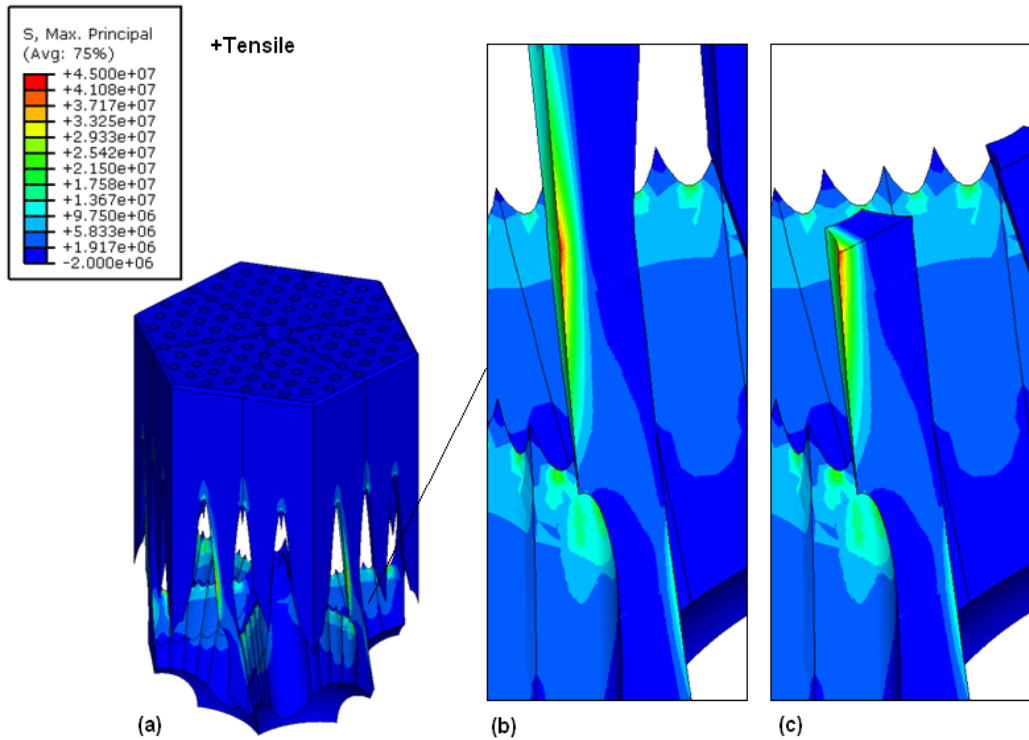 S, Max. Principal
(Avg: 75%)
+4.500e+07
+4.108e+07
+3.717e+07
+3.325e+07
+2.933e+07
+2.542e+07
+2.150e+07
+1.758e+07
+1.367e+07
+9.750e+06
+5.833e+06
+1.917e+06
-2.000e+06
+Tensile
(a)
(b)
(c)